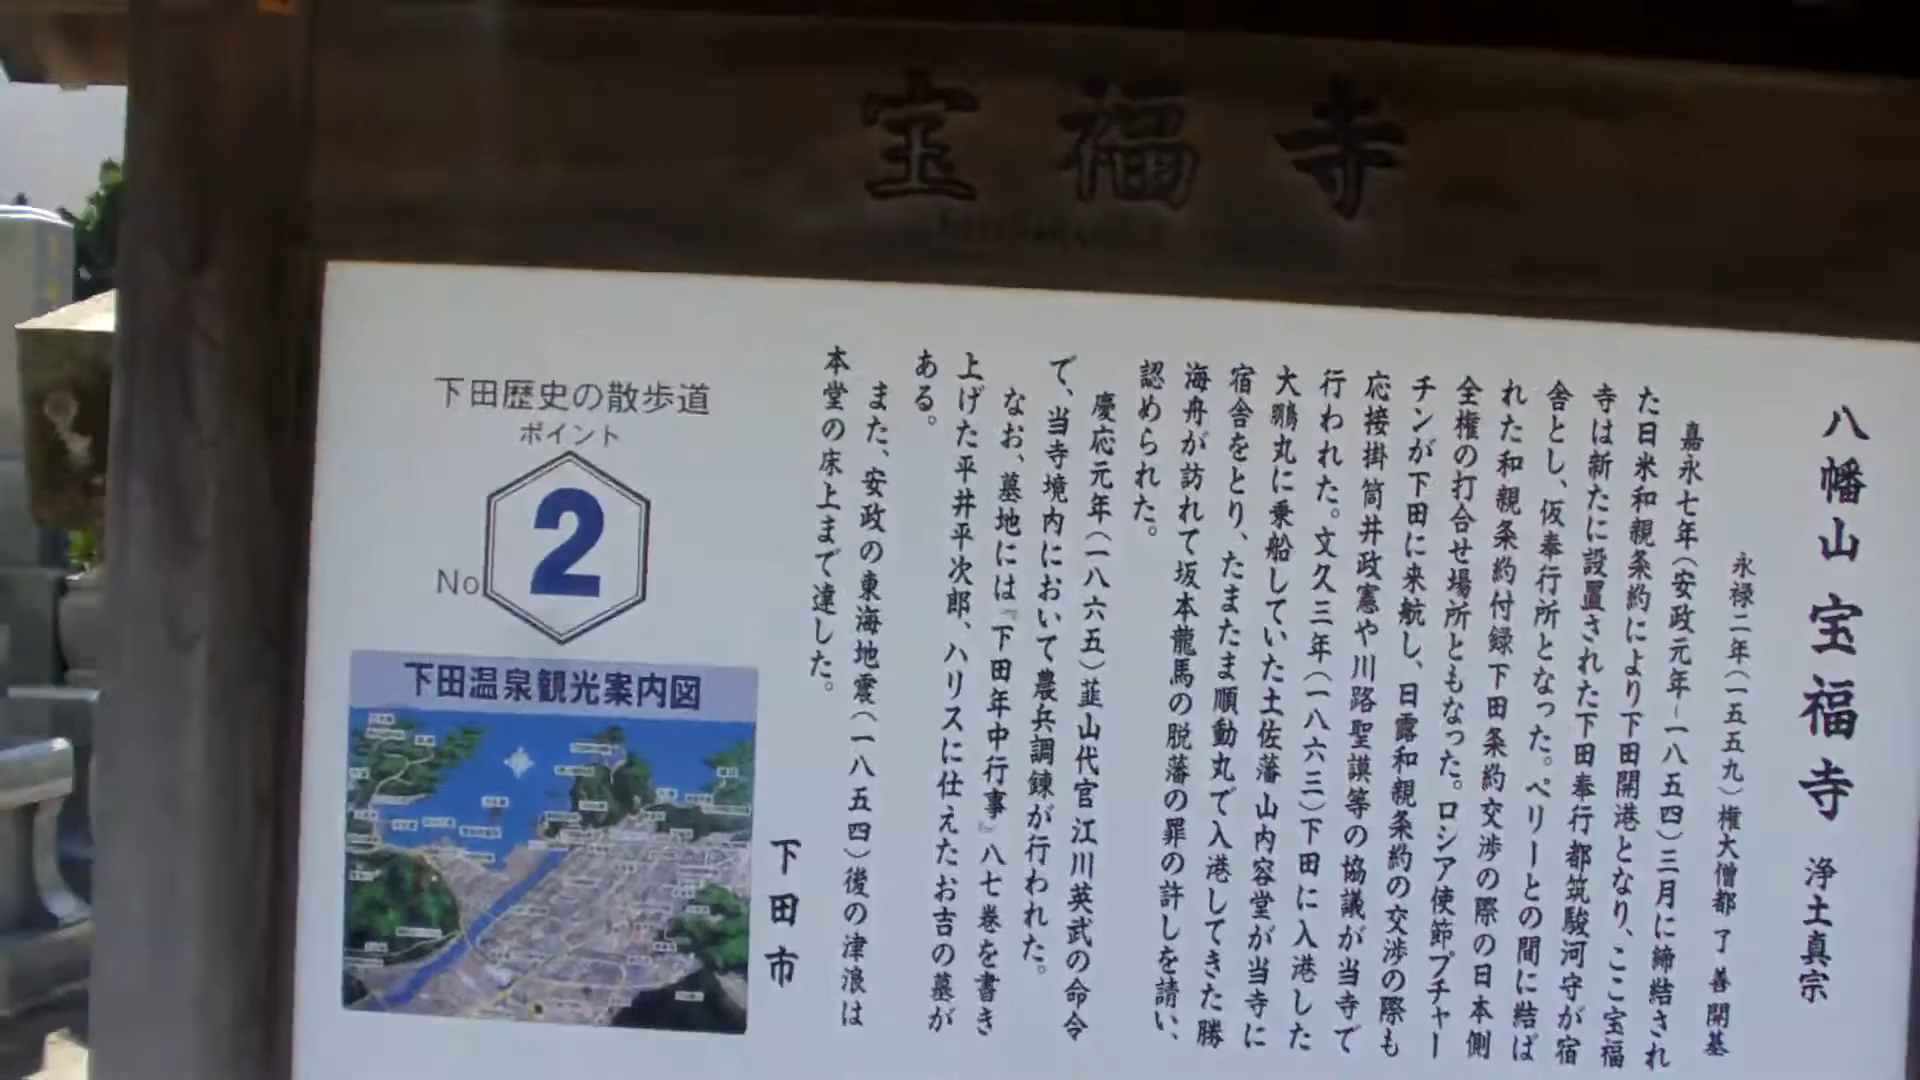 宝福寺
八幡山 宝福寺 浄土真宗
永禄二年(一五五九)権大僧都 了善開基
嘉永七年(安政元年-一八五四)三月に締結され
た日米和親条約により下田開港となり、ここ宝福
寺は新たに設置された下田奉行都筑駿河守が宿
舎とし、仮奉行所となった。ペリーとの間に結ば
れた和親条約付録下田条約交渉の際の日本側
全権の打合せ場所ともなった。ロシア使節プチャー
チンが下田に来航し、日露和親条約の交渉の際も
応接掛筒井政憲や川路聖謨等の協議が当寺で
行われた。文久三年(一八六三)下田に入港した
大鵬丸に乗船していた土佐藩山内容堂が当寺に
宿舎をとり、たまたま順動丸で入港してきた勝
海舟が訪れて坂本龍馬の脱藩の罪の許しを請い、
認められた。
慶応元年(一八六五)韮山代官江川英武の命令
で、当寺境内において農兵調錬が行われた。
なお、墓地には『下田年中行事』八七巻を書き
上げた平井平次郎、ハリスに仕えたお吉の墓が
ある。
また、安政の東海地震(一八五四)後の津浪は
本堂の床上まで達した。
下田市
下田歴史の散歩道
ポイント
No 2
下田温泉観光案内図